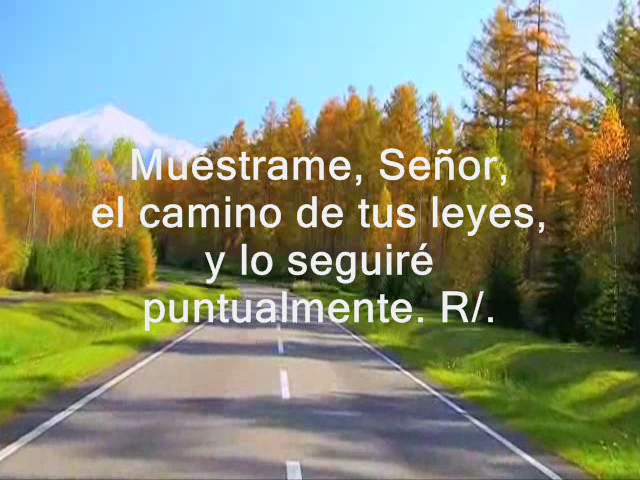 Muéstrame, Señor,
el camino de tus leyes,
y lo seguiré
puntualmente. R/.